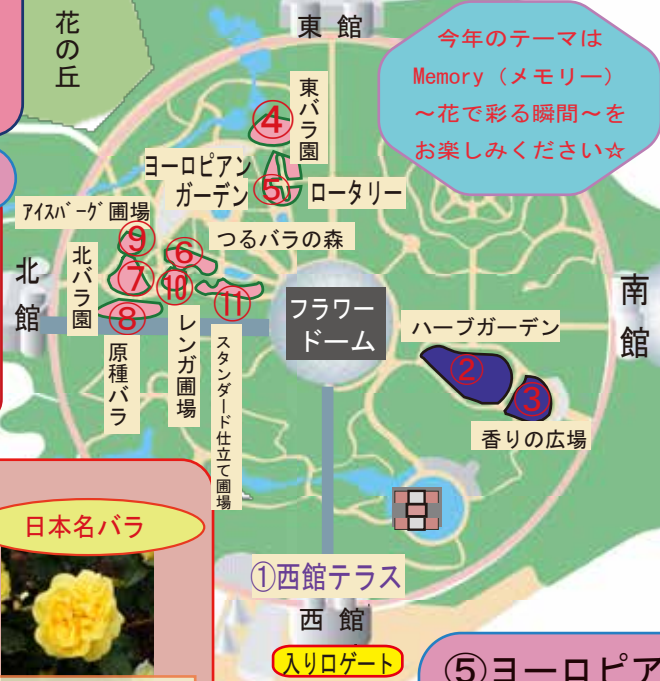 花の丘
東館
今年のテーマは
Memory（メモリー）
～花で彩る瞬間～を
お楽しみください☆
④
東バラ園
ヨーロピアン
ガーデン
⑤
ロータリー
アイスバーグ圃場
⑨
つるバラの森
⑥
北館
北バラ園
⑦
⑩
⑪
⑧
原種バラ
レンガ圃場
スタンダード仕立て圃場
フラワー
ドーム
ハーブガーデン
②
③
香りの広場
南館
日本名バラ
①西館テラス
西館
入り口ゲート
⑤ヨーロピア